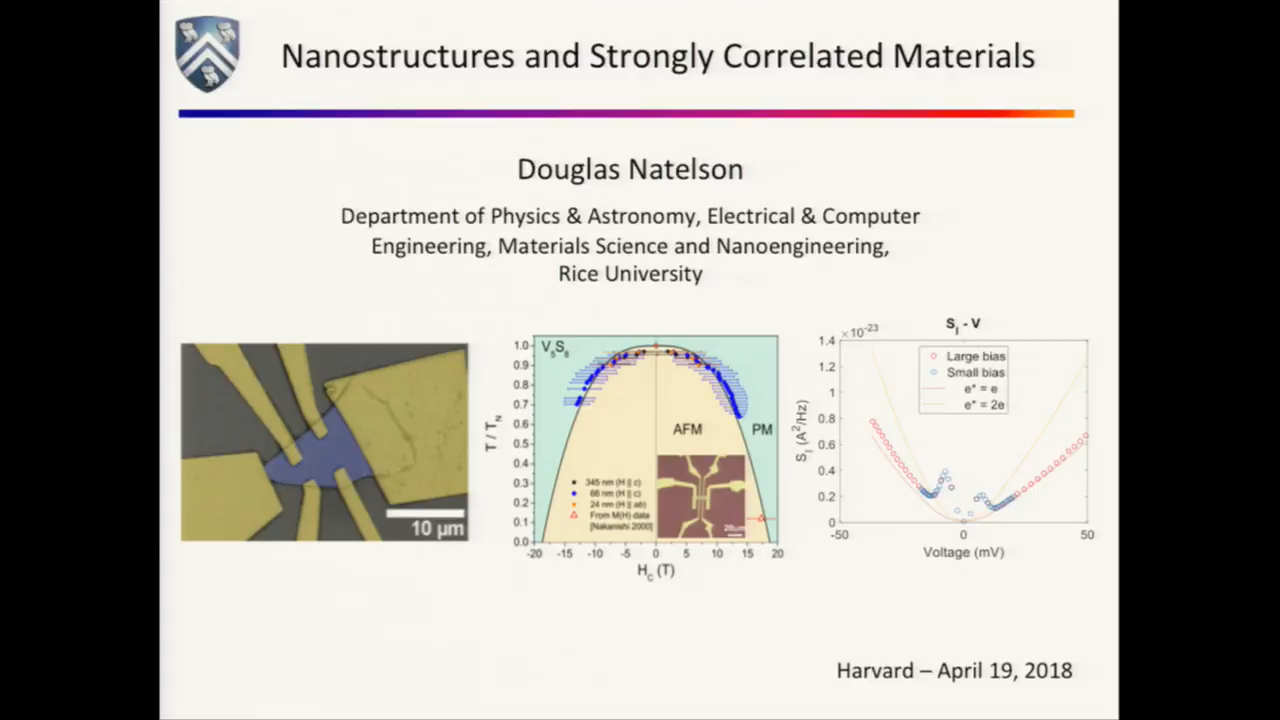 Nanostructures and Strongly Correlated Materials
Douglas Natelson
Department of Physics & Astronomy, Electrical & Computer
Engineering, Materials Science and Nanoengineering,
Rice University
10 µm
V5S8
T / TN
1.0
0.9
0.8
0.7
0.6
0.5
0.4
0.3
0.2
0.1
0.0
AFM
PM
345 nm (H || c)
66 nm (H || c)
24 nm (H || ab)
From M(H) data
[Nakanishi 2000]
20µm
-20 -15 -10 -5 0 5 10 15 20
HC (T)
SI - V
×10-23
SI (A2/Hz)
1.4
1.2
1
0.8
0.6
0.4
0.2
0
Large bias
Small bias
e* = e
e* = 2e
-50 0 50
Voltage (mV)
Harvard – April 19, 2018